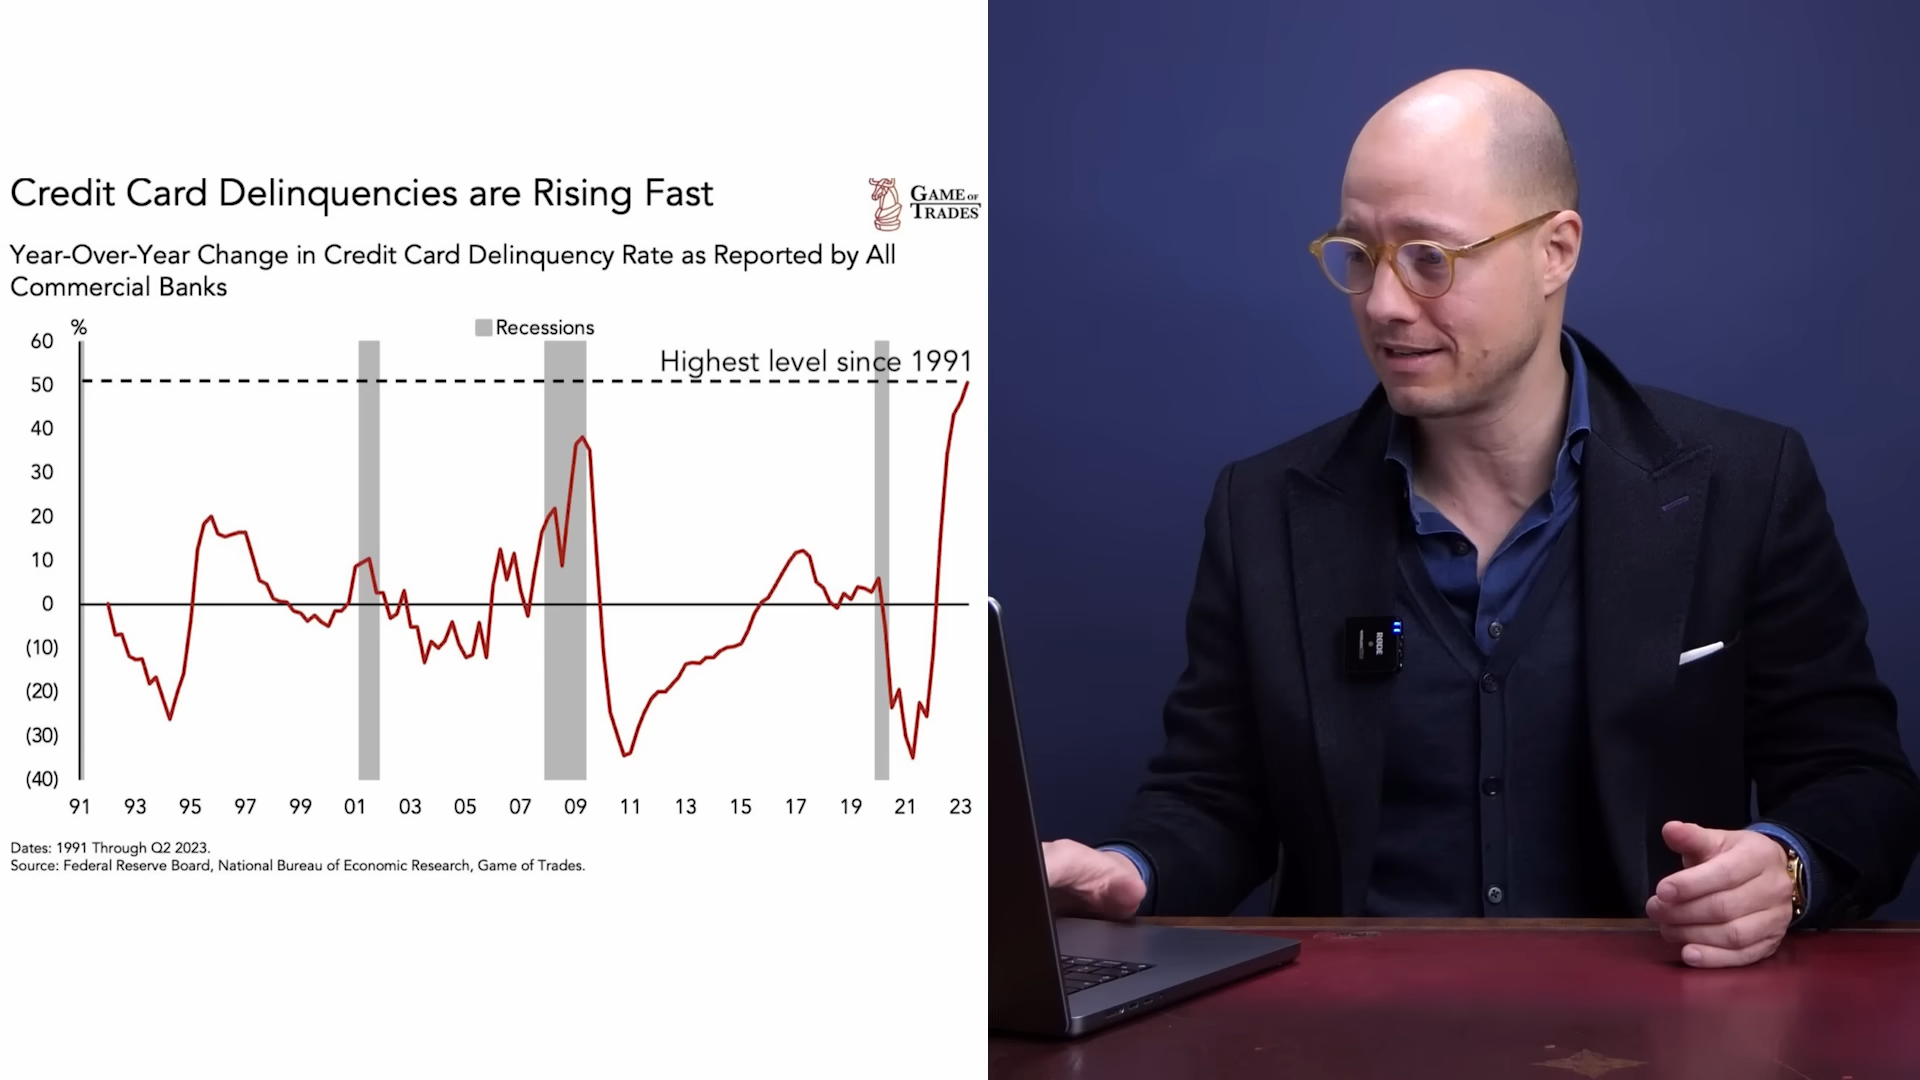 Credit Card Delinquencies are Rising Fast
GAME OF
TRADES
Year-Over-Year Change in Credit Card Delinquency Rate as Reported by All
Commercial Banks
%
Recessions
Highest level since 1991
60
50
40
30
20
10
0
(10)
(20)
(30)
(40)
91 93 95 97 99 01 03 05 07 09 11 13 15 17 19 21 23
Dates: 1991 Through Q2 2023.
Source: Federal Reserve Board, National Bureau of Economic Research, Game of Trades.
RØDE